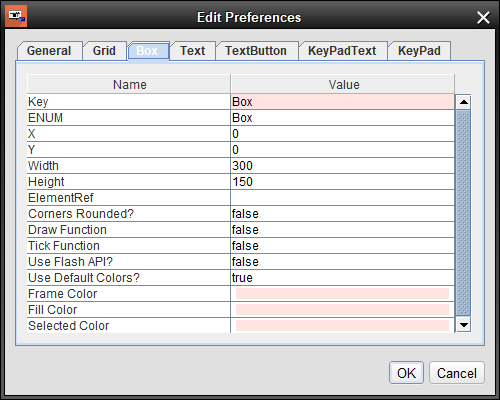 Edit Preferences
General Grid Box Text TextButton KeyPadText KeyPad
Name Value
Key Box
ENUM Box
X 0
Y 0
Width 300
Height 150
ElementRef
Corners Rounded? false
Draw Function false
Tick Function false
Use Flash API? false
Use Default Colors? true
Frame Color
Fill Color
Selected Color
OK Cancel